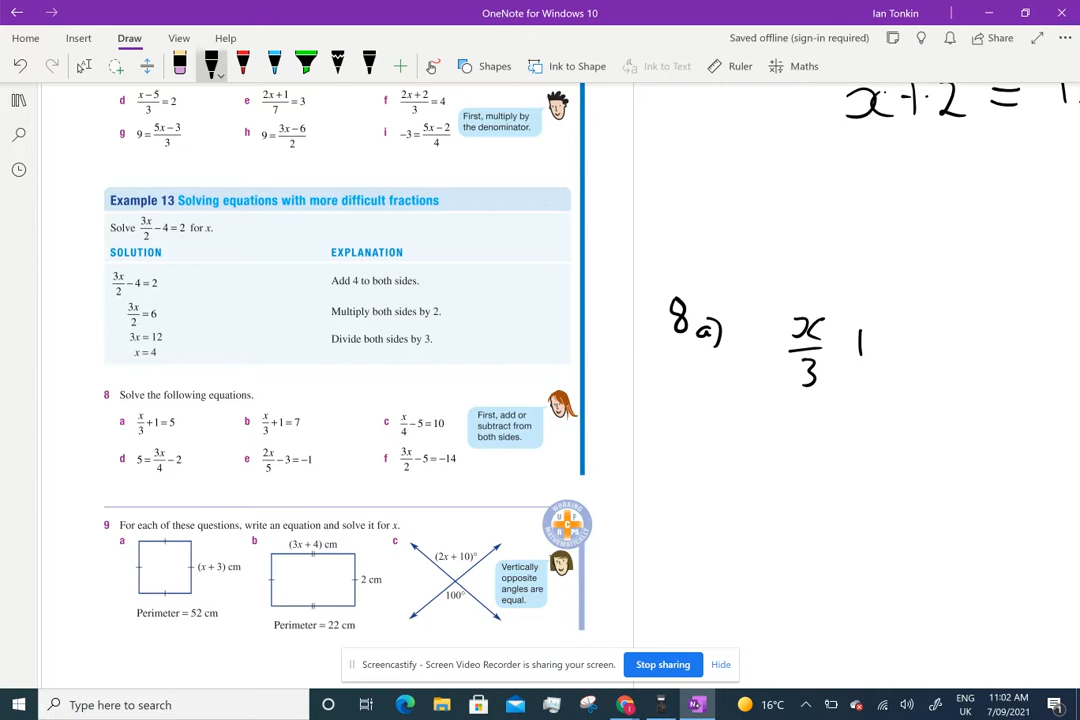 OneNote for Windows 10
Ian Tonkin
Home Insert Draw View Help
Saved offline (sign-in required)
Share
Shapes Ink to Shape Ink to Text Ruler Maths
d (x−5)/3 = 2 e (2x+1)/7 = 3 f (2x+2)/3 = 4
First, multiply by
the denominator.
g 9 = (5x−3)/3 h 9 = (3x−6)/2 i −3 = (5x−2)/4
x+2 =
Example 13 Solving equations with more difficult fractions
Solve 3x/2 − 4 = 2 for x.
SOLUTION EXPLANATION
3x/2 − 4 = 2 Add 4 to both sides.
3x/2 = 6 Multiply both sides by 2.
3x = 12 Divide both sides by 3.
x = 4
8 a) x/3 1
8 Solve the following equations.
a x/3 + 1 = 5 b x/3 + 1 = 7 c x/4 − 5 = 10
First, add or
subtract from
both sides.
d 5 = 3x/4 − 2 e 2x/5 − 3 = −1 f 3x/2 − 5 = −14
WORKING
U F
C
R PS
MATHEMATICALLY
9 For each of these questions, write an equation and solve it for x.
a (x + 3) cm
Perimeter = 52 cm
b (3x + 4) cm
2 cm
Perimeter = 22 cm
c (2x + 10)°
100°
Vertically
opposite
angles are
equal.
Screencastify - Screen Video Recorder is sharing your screen. Stop sharing Hide
Type here to search
16°C
ENG
UK
11:02 AM
7/09/2021